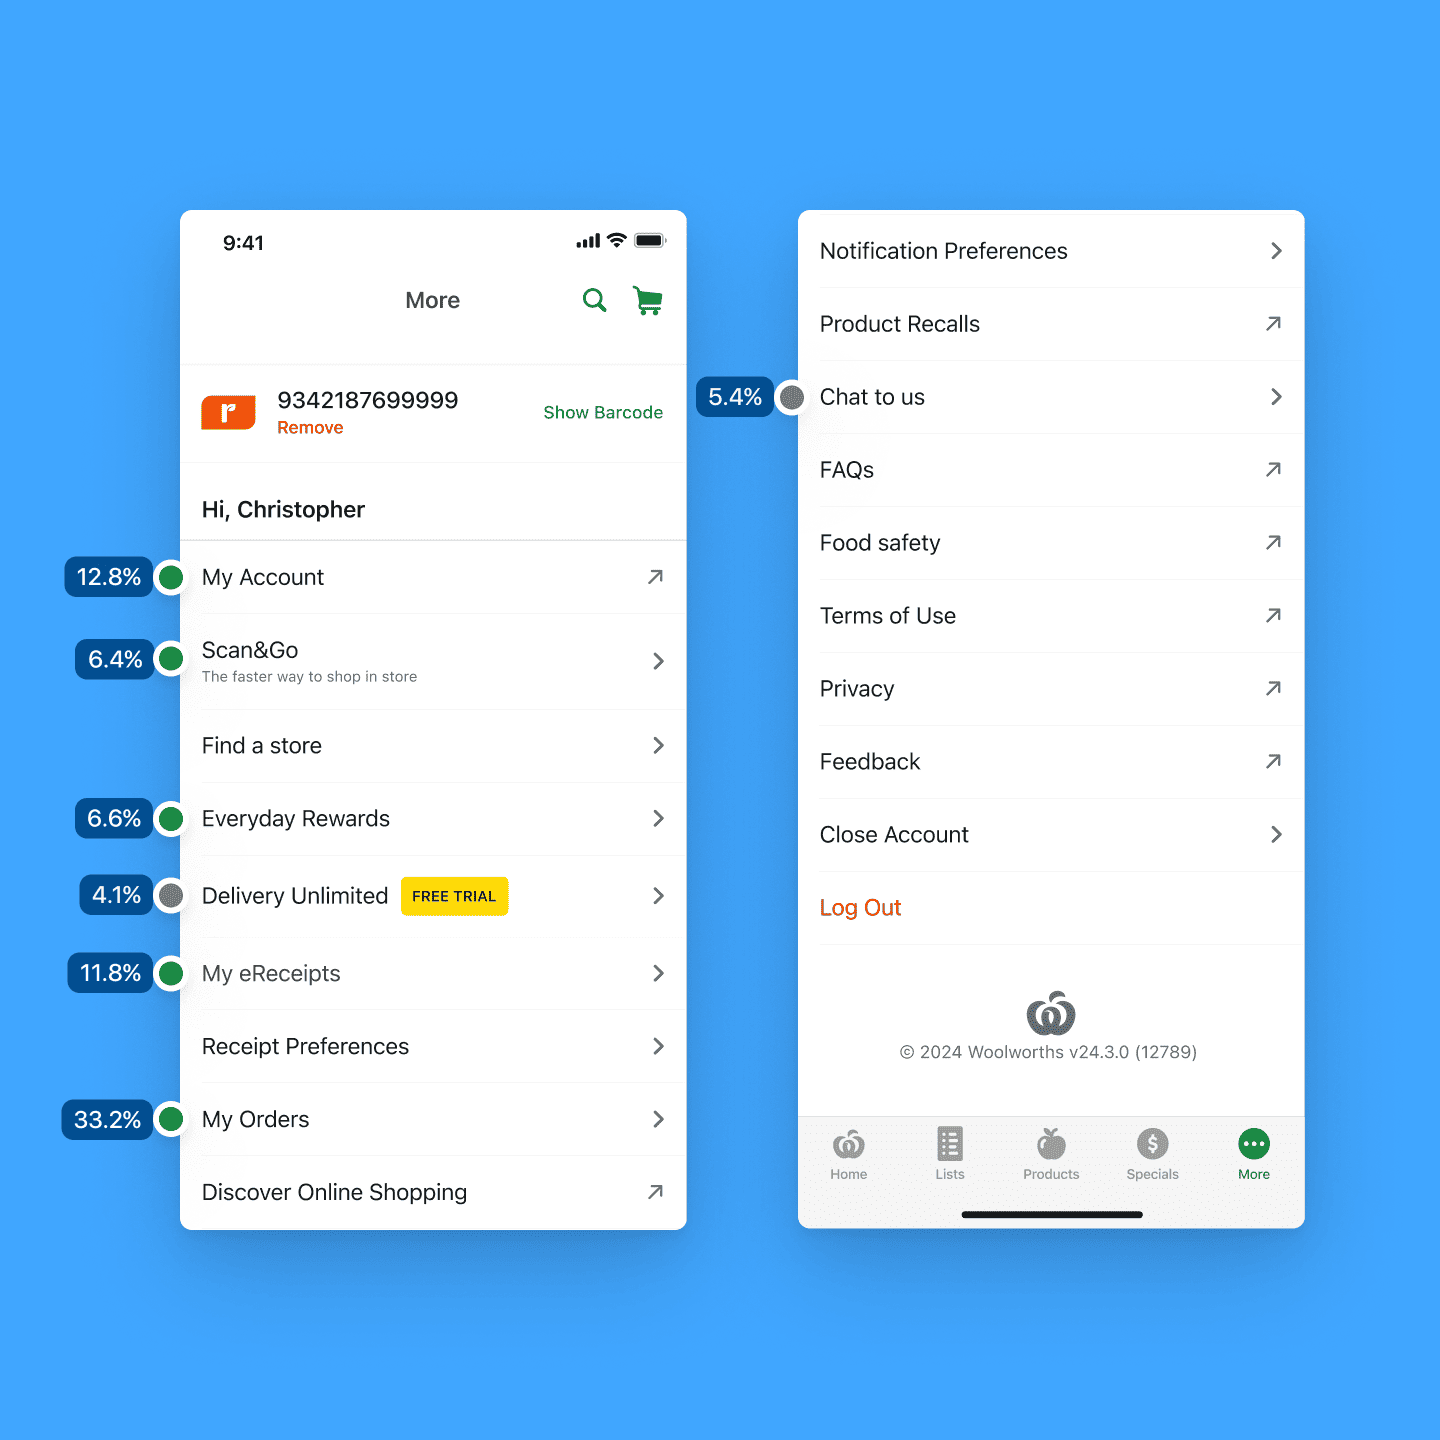 9:41
More
r
9342187699999
Remove
Show Barcode
Hi, Christopher
12.8%
My Account
6.4%
Scan&Go
The faster way to shop in store
Find a store
6.6%
Everyday Rewards
4.1%
Delivery Unlimited
FREE TRIAL
11.8%
My eReceipts
Receipt Preferences
33.2%
My Orders
Discover Online Shopping
Notification Preferences
Product Recalls
5.4%
Chat to us
FAQs
Food safety
Terms of Use
Privacy
Feedback
Close Account
Log Out
© 2024 Woolworths v24.3.0 (12789)
$
Home
Lists
Products
Specials
More